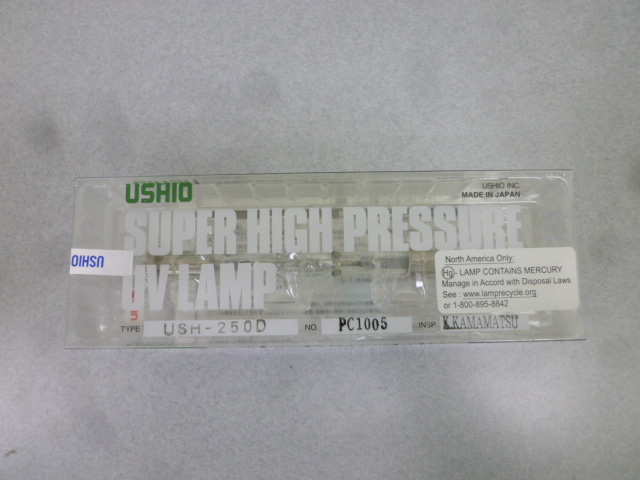 USHIO
USHIO INC.
MADE IN JAPAN
SUPER HIGH PRESSURE
UV LAMP
USHIO
North America Only:
Hg - LAMP CONTAINS MERCURY
Manage in Accord with Disposal Laws
See : www.lamprecycle.org
or 1-800-895-8842
TYPE USH-250D NO. PC1005 INSP. K.KAMAMATSU